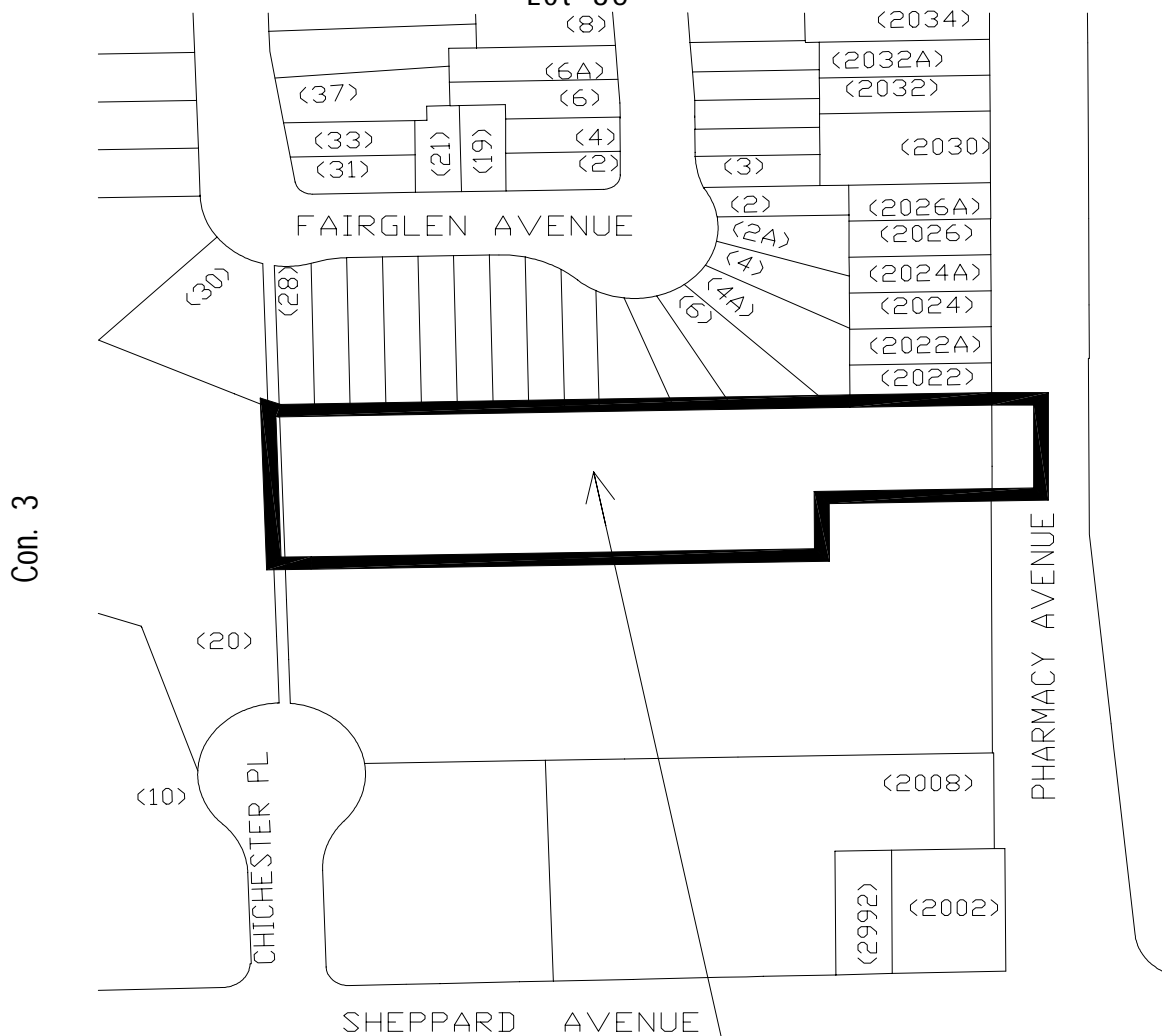 (8)
(2034)
(6A)
(2032A)
(37)
(6)
(2032)
(33)
(21)
(19)
(4)
(2030)
(31)
(2)
(3)
FAIRGLEN AVENUE
(2)
(2026A)
(2A)
(2026)
(30)
(28)
(4)
(2024A)
(4A)
(6)
(2024)
(2022A)
(2022)
Con. 3
PHARMACY AVENUE
(20)
CHICHESTER PL
(10)
(2008)
(2992)
(2002)
SHEPPARD AVENUE